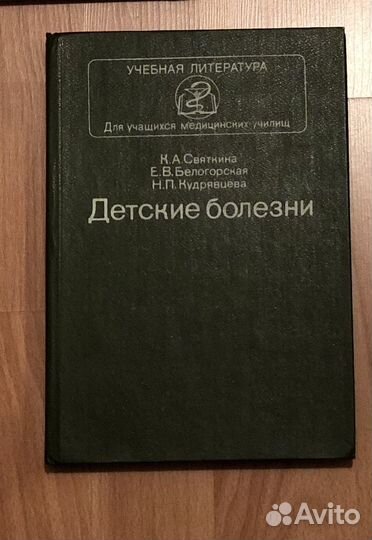 УЧЕБНАЯ ЛИТЕРАТУРА
Для учащихся медицинских училищ
К.А.Святкина
Е.В.Белогорская
Н.П.Кудрявцева
Детские болезни
Avito